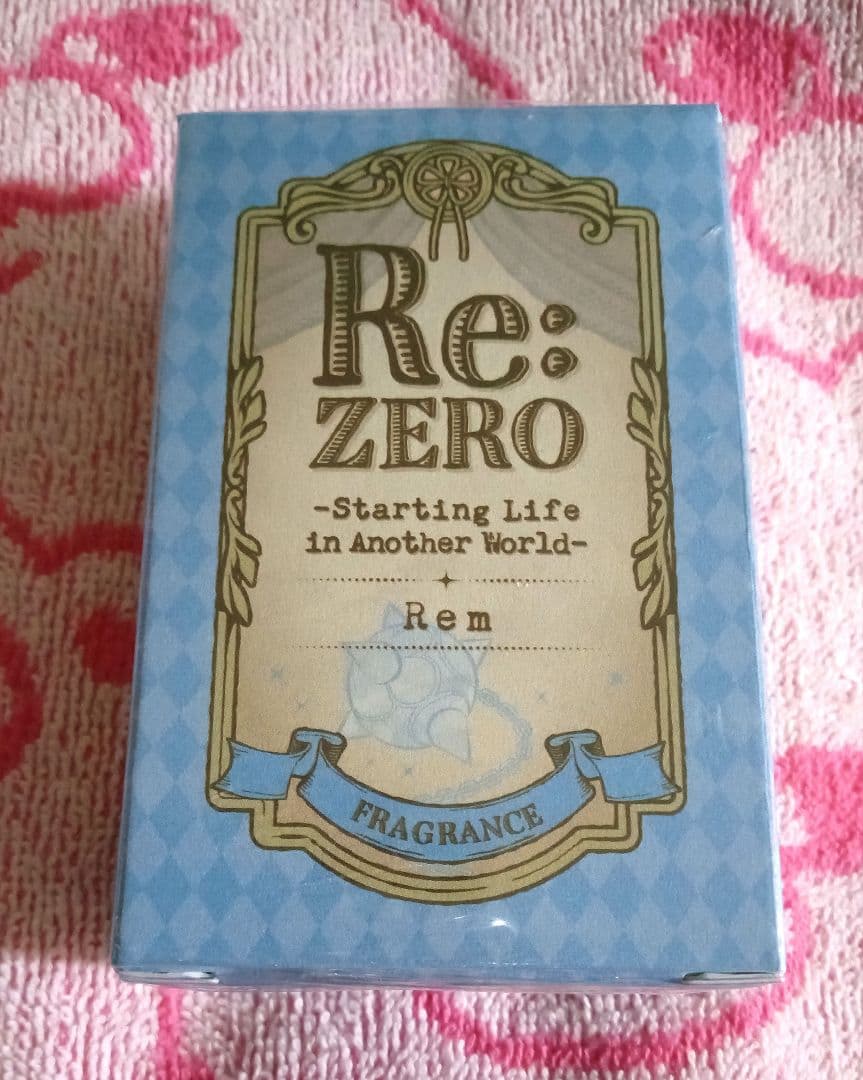 Re:
ZERO
-Starting Life
in Another World-
Rem
FRAGRANCE